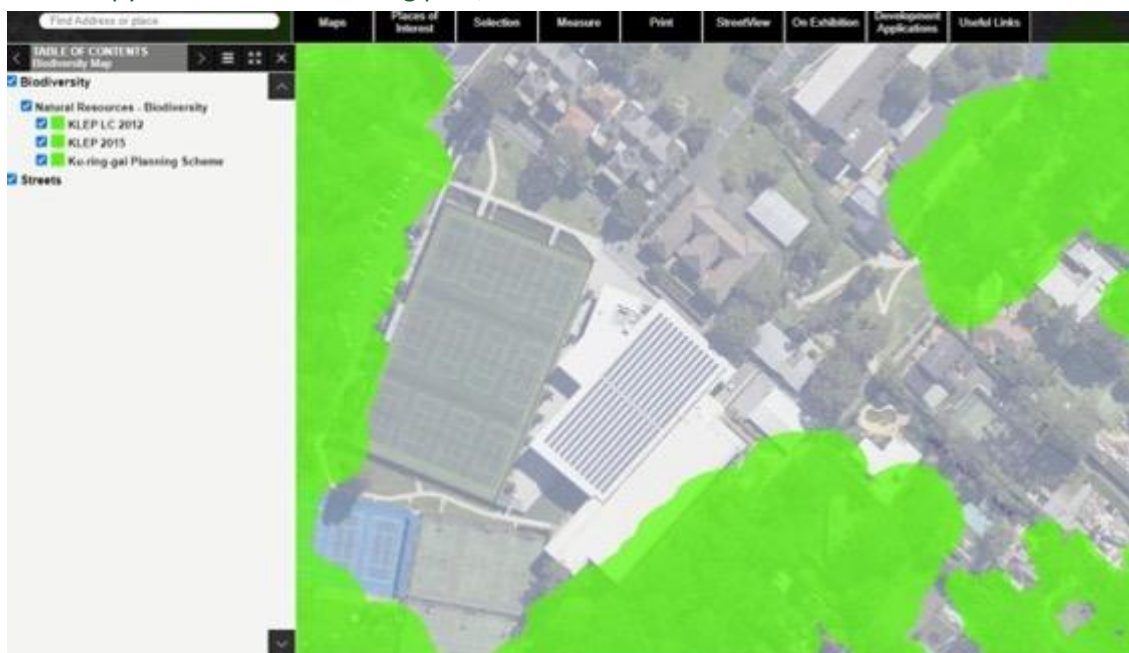 Find Address or place
Maps
Places of
Interest
Selection
Measure
Print
StreetView
On Exhibition
Development
Applications
Useful Links
TABLE OF CONTENTS
Biodiversity Map
Biodiversity
Natural Resources - Biodiversity
KLEP LC 2012
KLEP 2015
Ku-ring-gai Planning Scheme
Streets